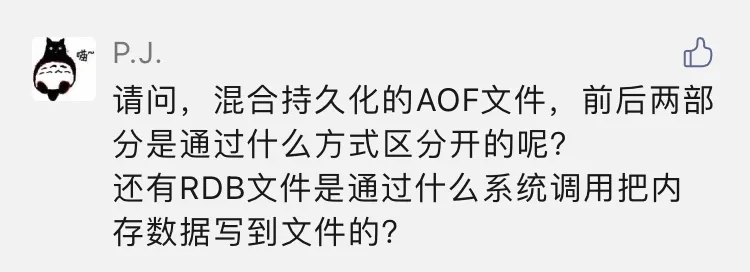 P.J.
喵~
请问，混合持久化的AOF文件，前后两部
分是通过什么方式区分开的呢？
还有RDB文件是通过什么系统调用把内
存数据写到文件的？